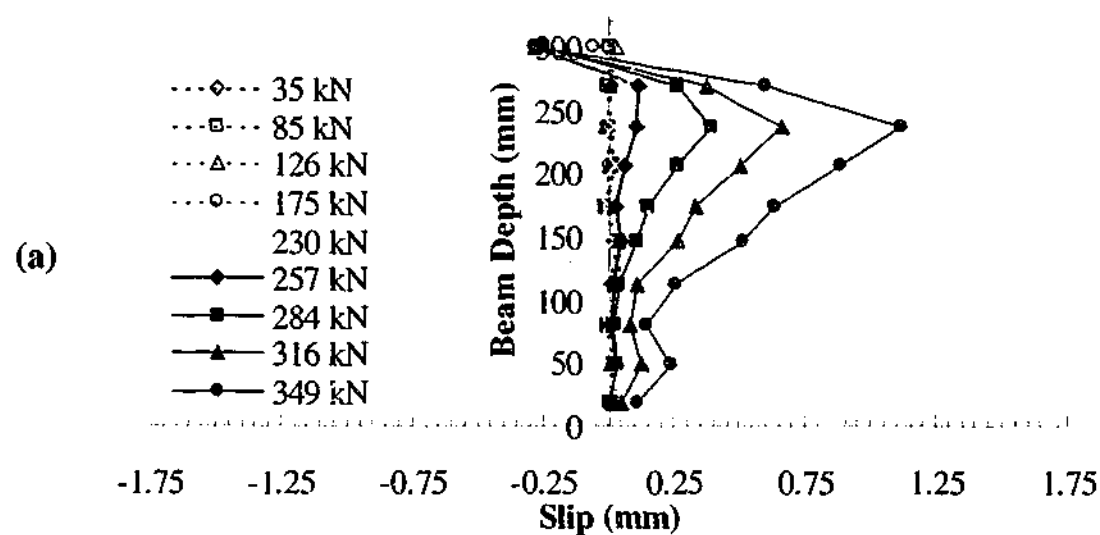 (a)
35 kN
85 kN
126 kN
175 kN
230 kN
257 kN
284 kN
316 kN
349 kN
Beam Depth (mm)
300
250
200
150
100
50
0
-1.75 -1.25 -0.75 -0.25 0.25 0.75 1.25 1.75
Slip (mm)